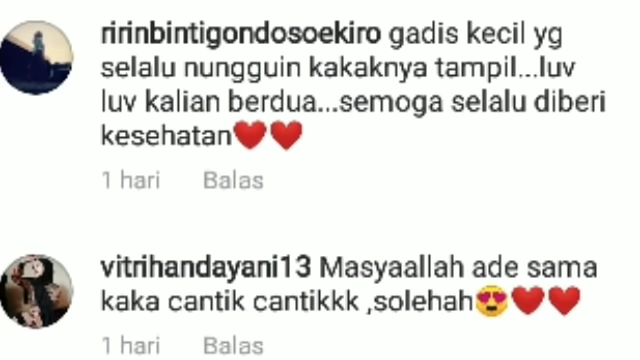 ririnbintigondosoekiro gadis kecil yg
selalu nungguin kakaknya tampil...luv
luv kalian berdua...semoga selalu diberi
kesehatan❤️❤️
1 hari Balas
vitrihandayani13 Masyaallah ade sama
kaka cantik cantikkk ,solehah😍❤️❤️
1 hari Balas